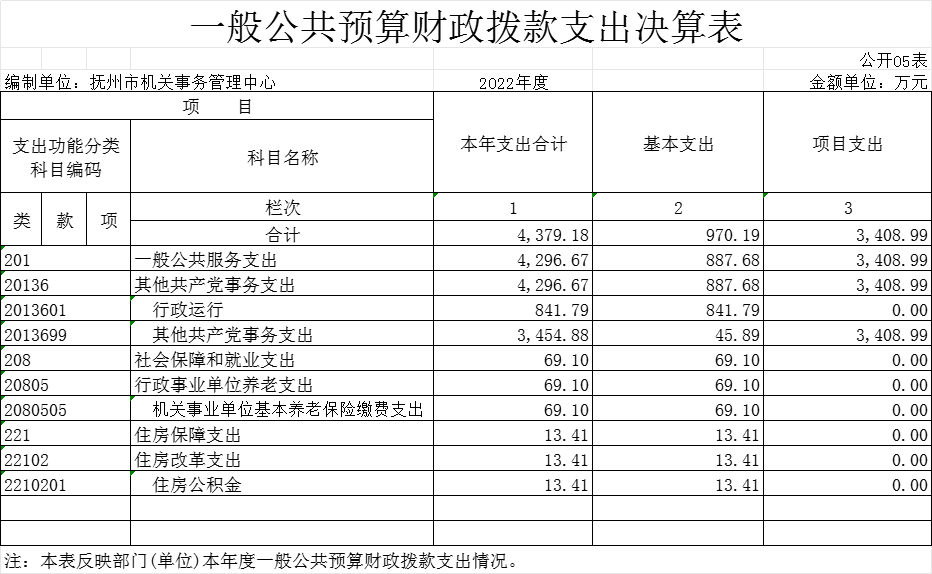 一般公共预算财政拨款支出决算表
公开05表
编制单位：抚州市机关事务管理中心 2022年度 金额单位：万元
项 目 本年支出合计 基本支出 项目支出
支出功能分类科目编码 科目名称
类 款 项 栏次 1 2 3
合计 4,379.18 970.19 3,408.99
201 一般公共服务支出 4,296.67 887.68 3,408.99
20136 其他共产党事务支出 4,296.67 887.68 3,408.99
2013601 行政运行 841.79 841.79 0.00
2013699 其他共产党事务支出 3,454.88 45.89 3,408.99
208 社会保障和就业支出 69.10 69.10 0.00
20805 行政事业单位养老支出 69.10 69.10 0.00
2080505 机关事业单位基本养老保险缴费支出 69.10 69.10 0.00
221 住房保障支出 13.41 13.41 0.00
22102 住房改革支出 13.41 13.41 0.00
2210201 住房公积金 13.41 13.41 0.00
注：本表反映部门(单位)本年度一般公共预算财政拨款支出情况。